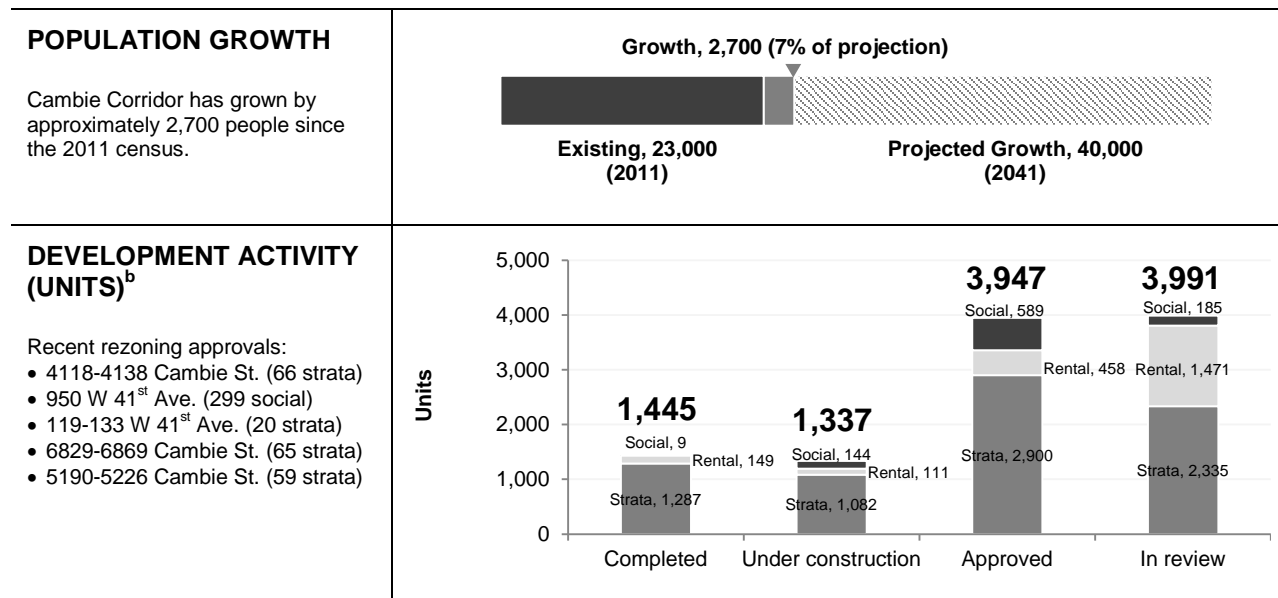 POPULATION GROWTH
Cambie Corridor has grown by
approximately 2,700 people since
the 2011 census.
Growth, 2,700 (7% of projection)
Existing, 23,000
(2011)
Projected Growth, 40,000
(2041)
DEVELOPMENT ACTIVITY
(UNITS)b
Recent rezoning approvals:
• 4118-4138 Cambie St. (66 strata)
• 950 W 41st Ave. (299 social)
• 119-133 W 41st Ave. (20 strata)
• 6829-6869 Cambie St. (65 strata)
• 5190-5226 Cambie St. (59 strata)
Units
5,000
4,000
3,000
2,000
1,000
0
1,445
Social, 9
Rental, 149
Strata, 1,287
Completed
1,337
Social, 144
Rental, 111
Strata, 1,082
Under construction
3,947
Social, 589
Rental, 458
Strata, 2,900
Approved
3,991
Social, 185
Rental, 1,471
Strata, 2,335
In review